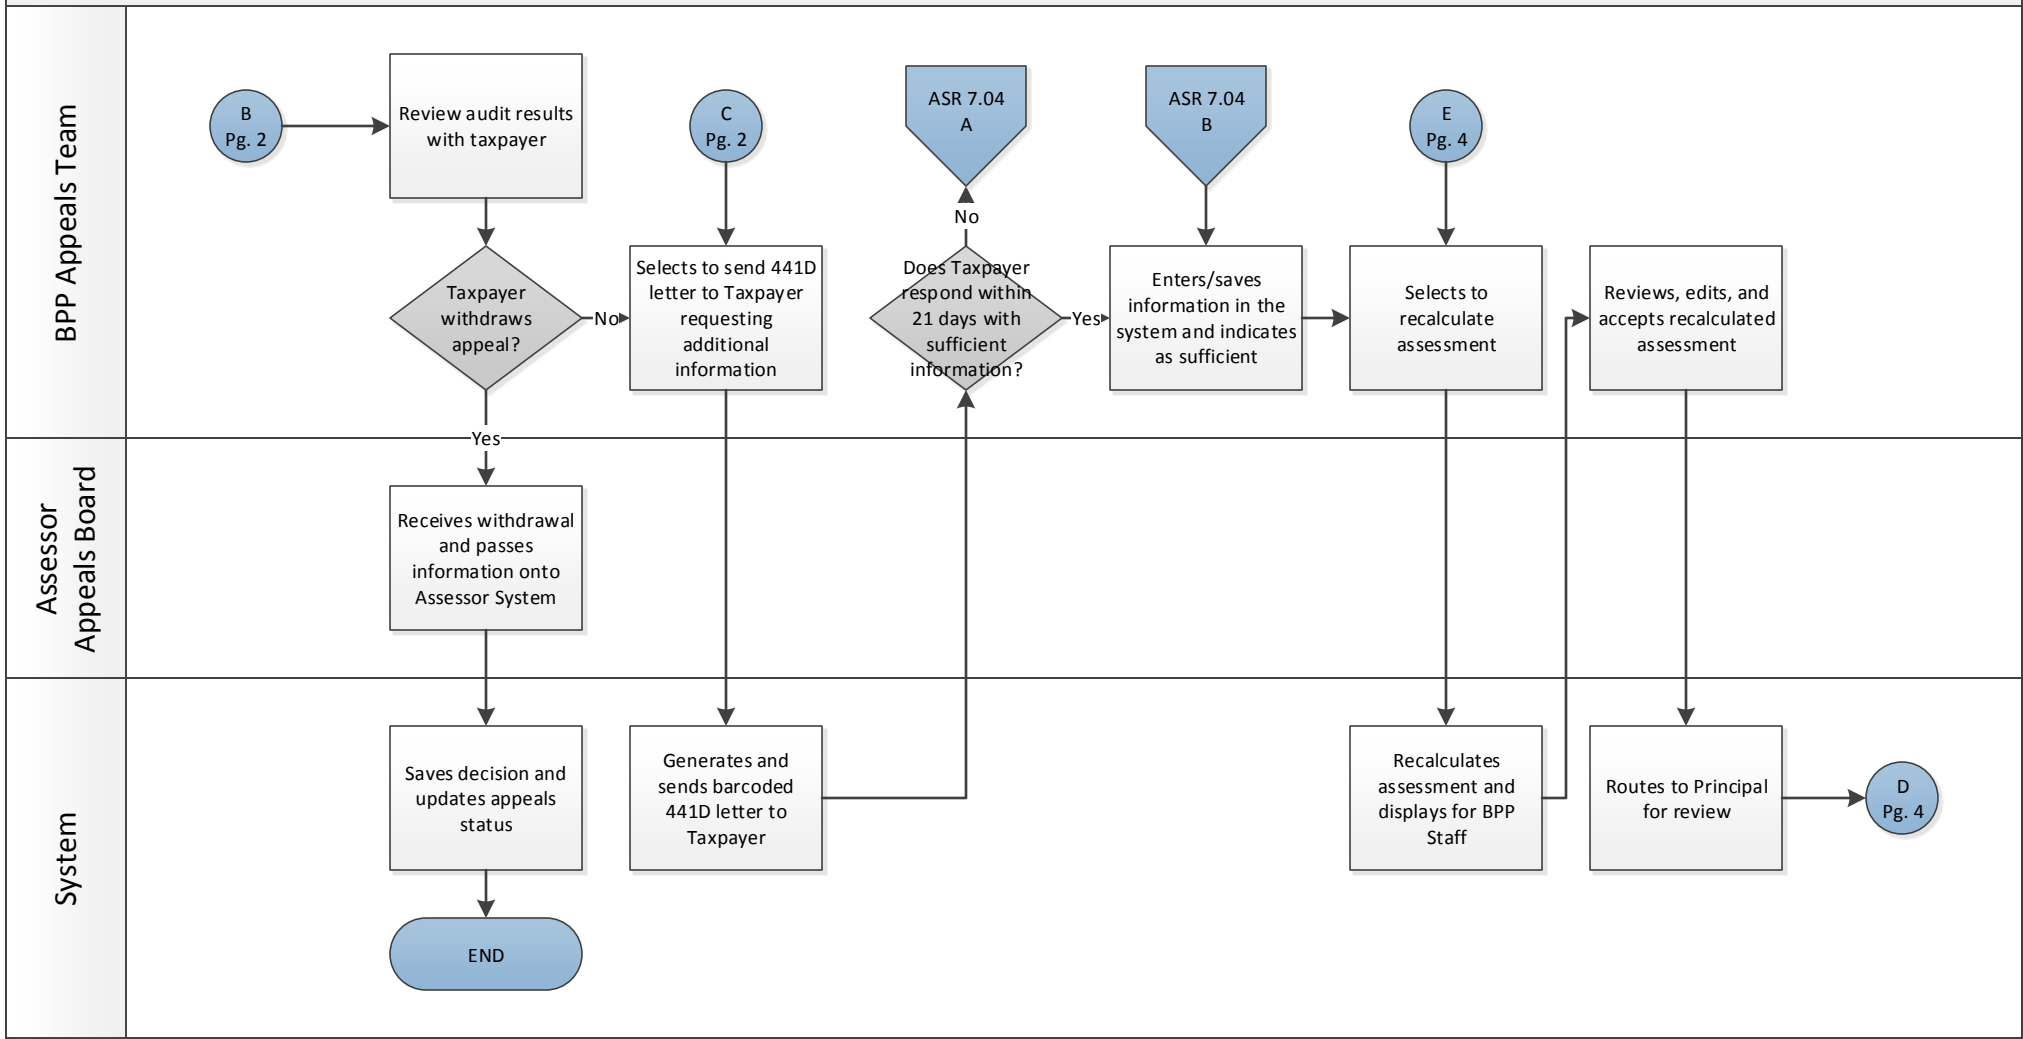 BPP Appeals Team
B
Pg. 2
Review audit results
with taxpayer
C
Pg. 2
ASR 7.04
A
ASR 7.04
B
E
Pg. 4
Taxpayer
withdraws
appeal?
No
Selects to send 441D
letter to Taxpayer
requesting
additional
information
No
Does Taxpayer
respond within
21 days with
sufficient
information?
Yes
Enters/saves
information in the
system and indicates
as sufficient
Selects to
recalculate
assessment
Reviews, edits, and
accepts recalculated
assessment
Yes
Assessor
Appeals Board
Receives withdrawal
and passes
information onto
Assessor System
System
Saves decision and
updates appeals
status
Generates and
sends barcoded
441D letter to
Taxpayer
Recalculates
assessment and
displays for BPP
Staff
Routes to Principal
for review
D
Pg. 4
END